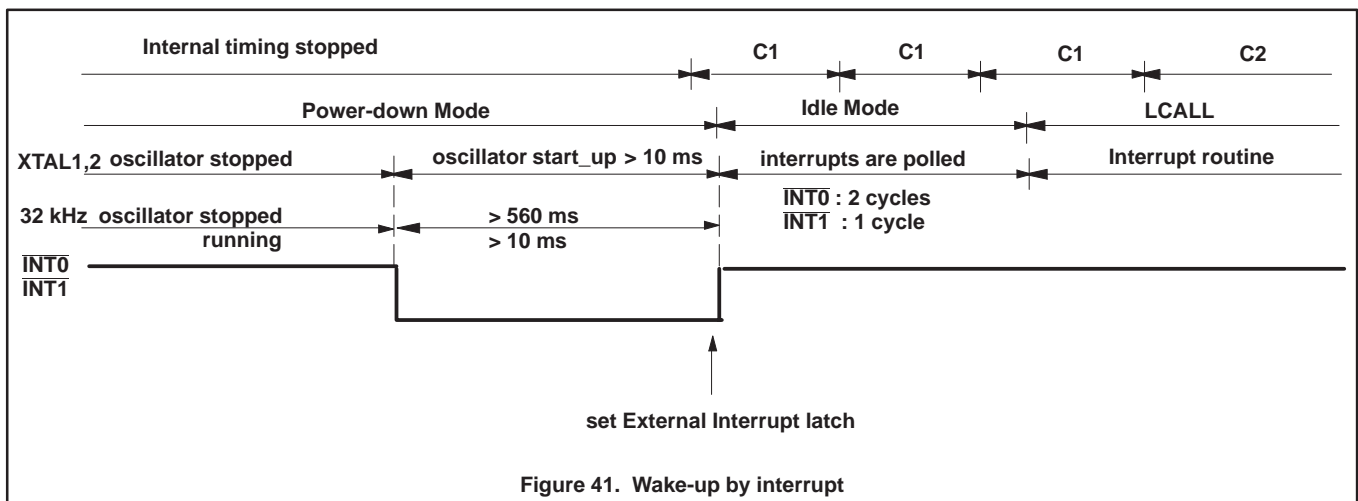 Internal timing stopped C1 C1 C1 C2
Power-down Mode Idle Mode LCALL
XTAL1,2 oscillator stopped oscillator start_up > 10 ms interrupts are polled Interrupt routine
INT0 : 2 cycles
INT1 : 1 cycle
32 kHz oscillator stopped > 560 ms
running > 10 ms
INT0
INT1
set External Interrupt latch
Figure 41. Wake-up by interrupt